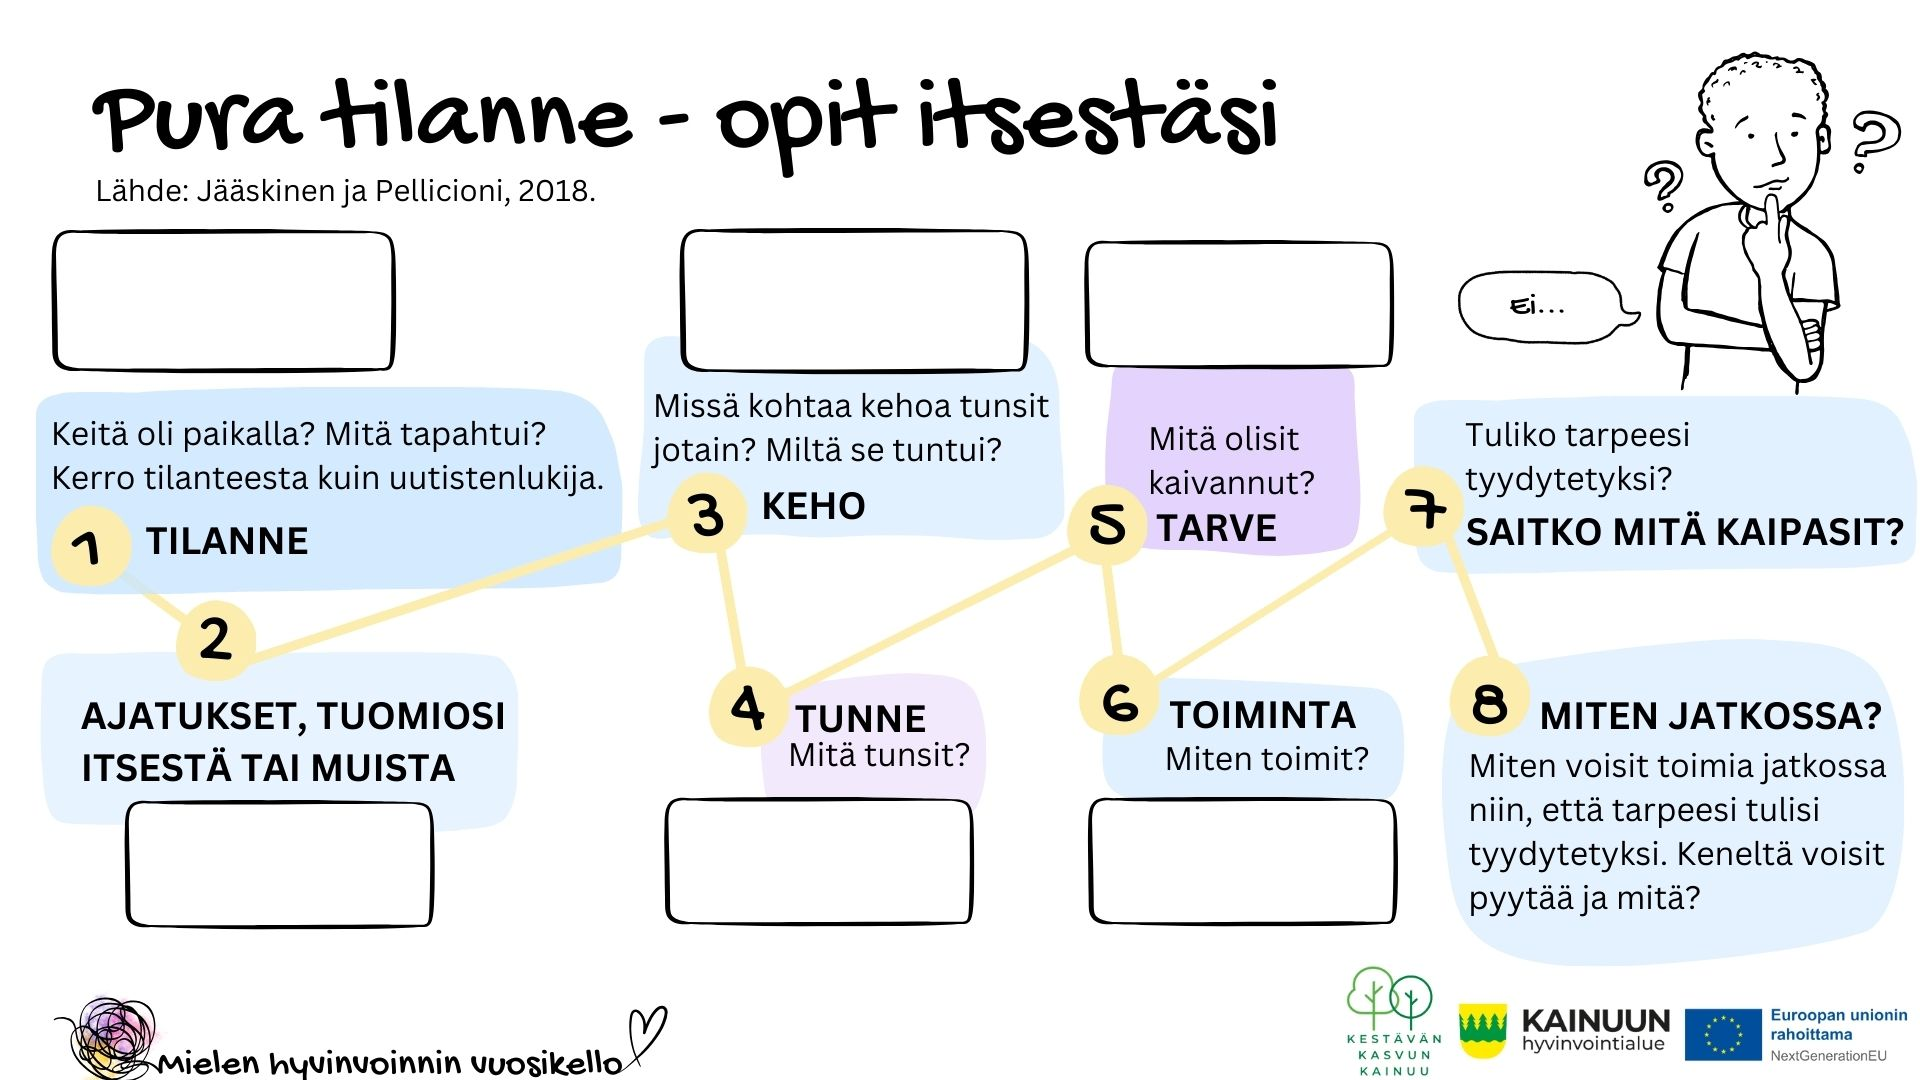 Pura tilanne - opit itsestäsi
Lähde: Jääskinen ja Pellicioni, 2018.
Keitä oli paikalla? Mitä tapahtui?
Kerro tilanteesta kuin uutistenlukija.
1 TILANNE
2
AJATUKSET, TUOMIOSI
ITSESTÄ TAI MUISTA
Missä kohtaa kehoa tunsit
jotain? Miltä se tuntui?
3 KEHO
4 TUNNE
Mitä tunsit?
Mitä olisit
kaivannut?
5 TARVE
6 TOIMINTA
Miten toimit?
? ?
Ei...
Tuliko tarpeesi
tyydytetyksi?
7 SAITKO MITÄ KAIPASIT?
8 MITEN JATKOSSA?
Miten voisit toimia jatkossa
niin, että tarpeesi tulisi
tyydytetyksi. Keneltä voisit
pyytää ja mitä?
Mielen hyvinvoinnin vuosikello
KESTÄVÄN
KASVUN
KAINUU
KAINUUN
hyvinvointialue
Euroopan unionin
rahoittama
NextGenerationEU